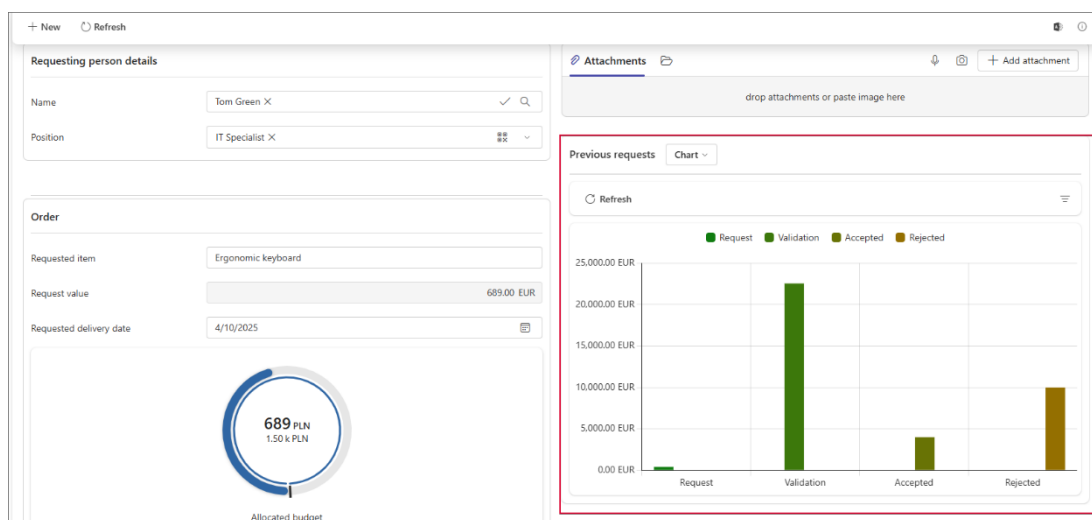 New
Refresh
Requesting person details
Name
Tom Green
Position
IT Specialist
Order
Requested item
Ergonomic keyboard
Request value
689.00 EUR
Requested delivery date
4/10/2025
689 PLN
1.50 k PLN
Allocated budget
Attachments
Add attachment
drop attachments or paste image here
Previous requests
Chart
Refresh
Request
Validation
Accepted
Rejected
25,000.00 EUR
20,000.00 EUR
15,000.00 EUR
10,000.00 EUR
5,000.00 EUR
0.00 EUR
Request
Validation
Accepted
Rejected